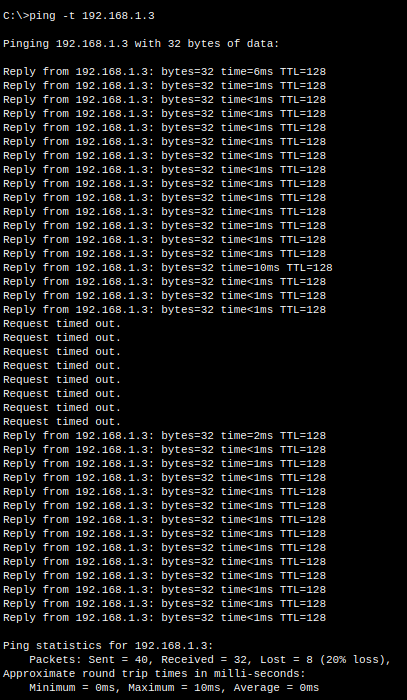 C:\>ping -t 192.168.1.3
Pinging 192.168.1.3 with 32 bytes of data:
Reply from 192.168.1.3: bytes=32 time=6ms TTL=128
Reply from 192.168.1.3: bytes=32 time=1ms TTL=128
Reply from 192.168.1.3: bytes=32 time<1ms TTL=128
Reply from 192.168.1.3: bytes=32 time<1ms TTL=128
Reply from 192.168.1.3: bytes=32 time<1ms TTL=128
Reply from 192.168.1.3: bytes=32 time<1ms TTL=128
Reply from 192.168.1.3: bytes=32 time<1ms TTL=128
Reply from 192.168.1.3: bytes=32 time<1ms TTL=128
Reply from 192.168.1.3: bytes=32 time<1ms TTL=128
Reply from 192.168.1.3: bytes=32 time<1ms TTL=128
Reply from 192.168.1.3: bytes=32 time<1ms TTL=128
Reply from 192.168.1.3: bytes=32 time=1ms TTL=128
Reply from 192.168.1.3: bytes=32 time<1ms TTL=128
Reply from 192.168.1.3: bytes=32 time<1ms TTL=128
Reply from 192.168.1.3: bytes=32 time=10ms TTL=128
Reply from 192.168.1.3: bytes=32 time<1ms TTL=128
Reply from 192.168.1.3: bytes=32 time<1ms TTL=128
Reply from 192.168.1.3: bytes=32 time<1ms TTL=128
Request timed out.
Request timed out.
Request timed out.
Request timed out.
Request timed out.
Request timed out.
Request timed out.
Request timed out.
Reply from 192.168.1.3: bytes=32 time=2ms TTL=128
Reply from 192.168.1.3: bytes=32 time<1ms TTL=128
Reply from 192.168.1.3: bytes=32 time=1ms TTL=128
Reply from 192.168.1.3: bytes=32 time<1ms TTL=128
Reply from 192.168.1.3: bytes=32 time<1ms TTL=128
Reply from 192.168.1.3: bytes=32 time<1ms TTL=128
Reply from 192.168.1.3: bytes=32 time<1ms TTL=128
Reply from 192.168.1.3: bytes=32 time<1ms TTL=128
Reply from 192.168.1.3: bytes=32 time<1ms TTL=128
Reply from 192.168.1.3: bytes=32 time<1ms TTL=128
Reply from 192.168.1.3: bytes=32 time<1ms TTL=128
Reply from 192.168.1.3: bytes=32 time<1ms TTL=128
Reply from 192.168.1.3: bytes=32 time<1ms TTL=128
Reply from 192.168.1.3: bytes=32 time<1ms TTL=128
Ping statistics for 192.168.1.3:
Packets: Sent = 40, Received = 32, Lost = 8 (20% loss),
Approximate round trip times in milli-seconds:
Minimum = 0ms, Maximum = 10ms, Average = 0ms